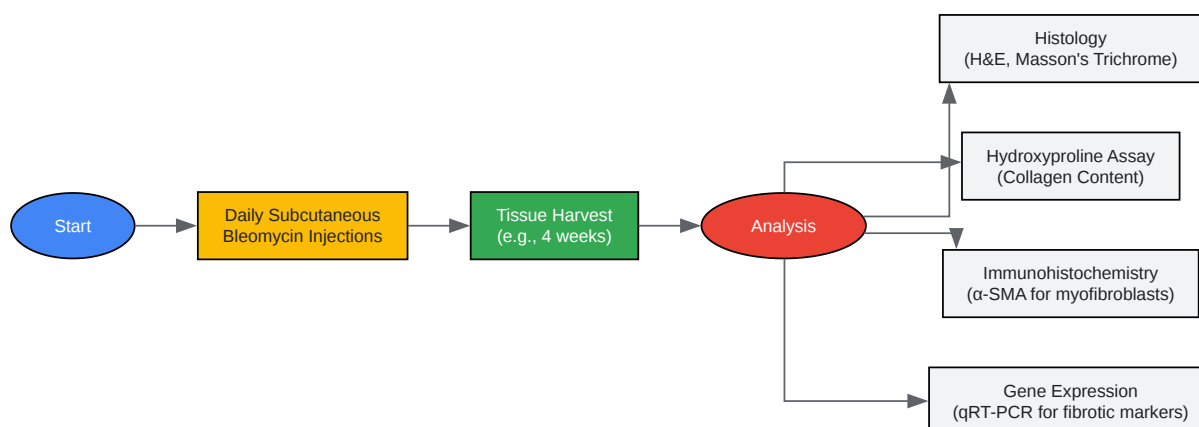 Start
Daily Subcutaneous
Bleomycin Injections
Tissue Harvest
(e.g., 4 weeks)
Analysis
Histology
(H&E, Masson's Trichrome)
Hydroxyproline Assay
(Collagen Content)
Immunohistochemistry
(α-SMA for myofibroblasts)
Gene Expression
(qRT-PCR for fibrotic markers)